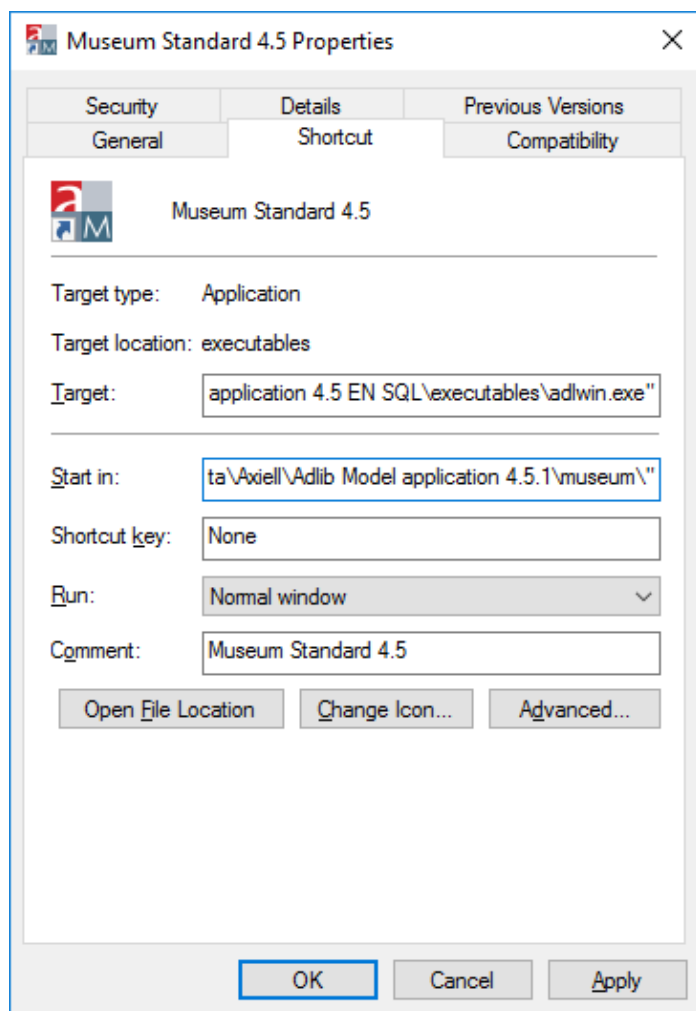 Museum Standard 4.5 Properties
Security Details Previous Versions
General Shortcut Compatibility
a M Museum Standard 4.5
Target type: Application
Target location: executables
Target: application 4.5 EN SQL\executables\adlwin.exe"
Start in: ta\Axiell\Adlib Model application 4.5.1\museum\"
Shortcut key: None
Run: Normal window
Comment: Museum Standard 4.5
Open File Location Change Icon... Advanced...
OK Cancel Apply